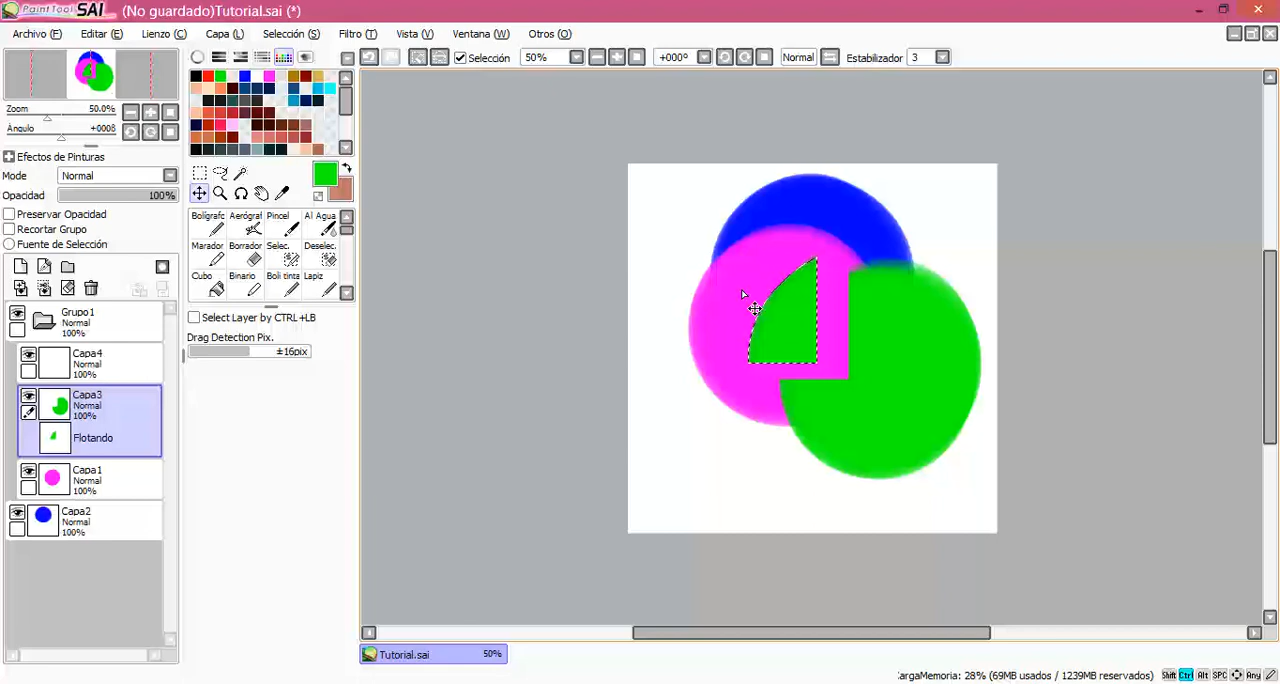 PaintTool SAI (No guardado)Tutorial.sai (*)
Archivo (F) Editar (E) Lienzo (C) Capa (L) Selección (S) Filtro (T) Vista (V) Ventana (W) Otros (O)
Selección 50% +000º Normal Estabilizador 3
Zoom 50.0%
Ángulo +000θ
Efectos de Pinturas
Mode Normal
Opacidad 100%
Preservar Opacidad
Recortar Grupo
Fuente de Selección
Grupo1
Normal
100%
Capa4
Normal
100%
Capa3
Normal
100%
Flotando
Capa1
Normal
100%
Capa2
Normal
100%
Bolígrafc Aerógraf Pincel Al Agua
Marador Borrador Selec. Deselec.
Cubo Binario Boli tinta Lapiz
Select Layer by CTRL+LB
Drag Detection Pix.
±16pix
Tutorial.sai 50%
CargaMemoria: 28% (69MB usados / 1239MB reservados) Shift Ctrl Alt SPC Any